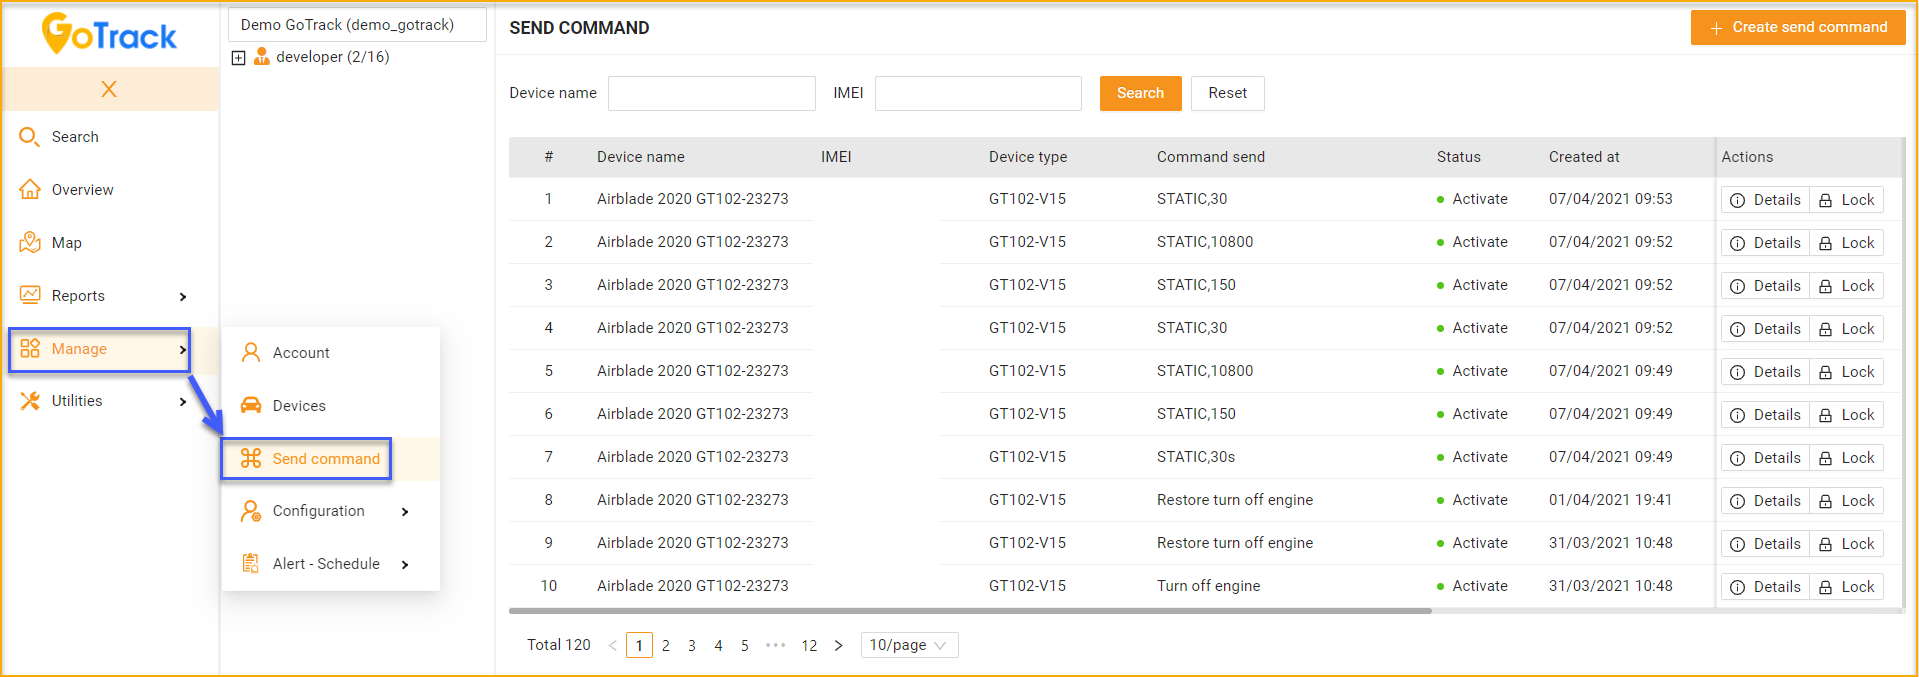 GoTrack
X
Search
Overview
Map
Reports
Manage
Utilities
Demo GoTrack (demo_gotrack)
developer (2/16)
Account
Devices
Send command
Configuration
Alert - Schedule
SEND COMMAND
+ Create send command
Device name IMEI Search Reset
# Device name IMEI Device type Command send Status Created at Actions
1 Airblade 2020 GT102-23273 GT102-V15 STATIC,30 Activate 07/04/2021 09:53 Details Lock
2 Airblade 2020 GT102-23273 GT102-V15 STATIC,10800 Activate 07/04/2021 09:52 Details Lock
3 Airblade 2020 GT102-23273 GT102-V15 STATIC,150 Activate 07/04/2021 09:52 Details Lock
4 Airblade 2020 GT102-23273 GT102-V15 STATIC,30 Activate 07/04/2021 09:52 Details Lock
5 Airblade 2020 GT102-23273 GT102-V15 STATIC,10800 Activate 07/04/2021 09:49 Details Lock
6 Airblade 2020 GT102-23273 GT102-V15 STATIC,150 Activate 07/04/2021 09:49 Details Lock
7 Airblade 2020 GT102-23273 GT102-V15 STATIC,30s Activate 07/04/2021 09:49 Details Lock
8 Airblade 2020 GT102-23273 GT102-V15 Restore turn off engine Activate 01/04/2021 19:41 Details Lock
9 Airblade 2020 GT102-23273 GT102-V15 Restore turn off engine Activate 31/03/2021 10:48 Details Lock
10 Airblade 2020 GT102-23273 GT102-V15 Turn off engine Activate 31/03/2021 10:48 Details Lock
Total 120 < 1 2 3 4 5 ••• 12 > 10/page